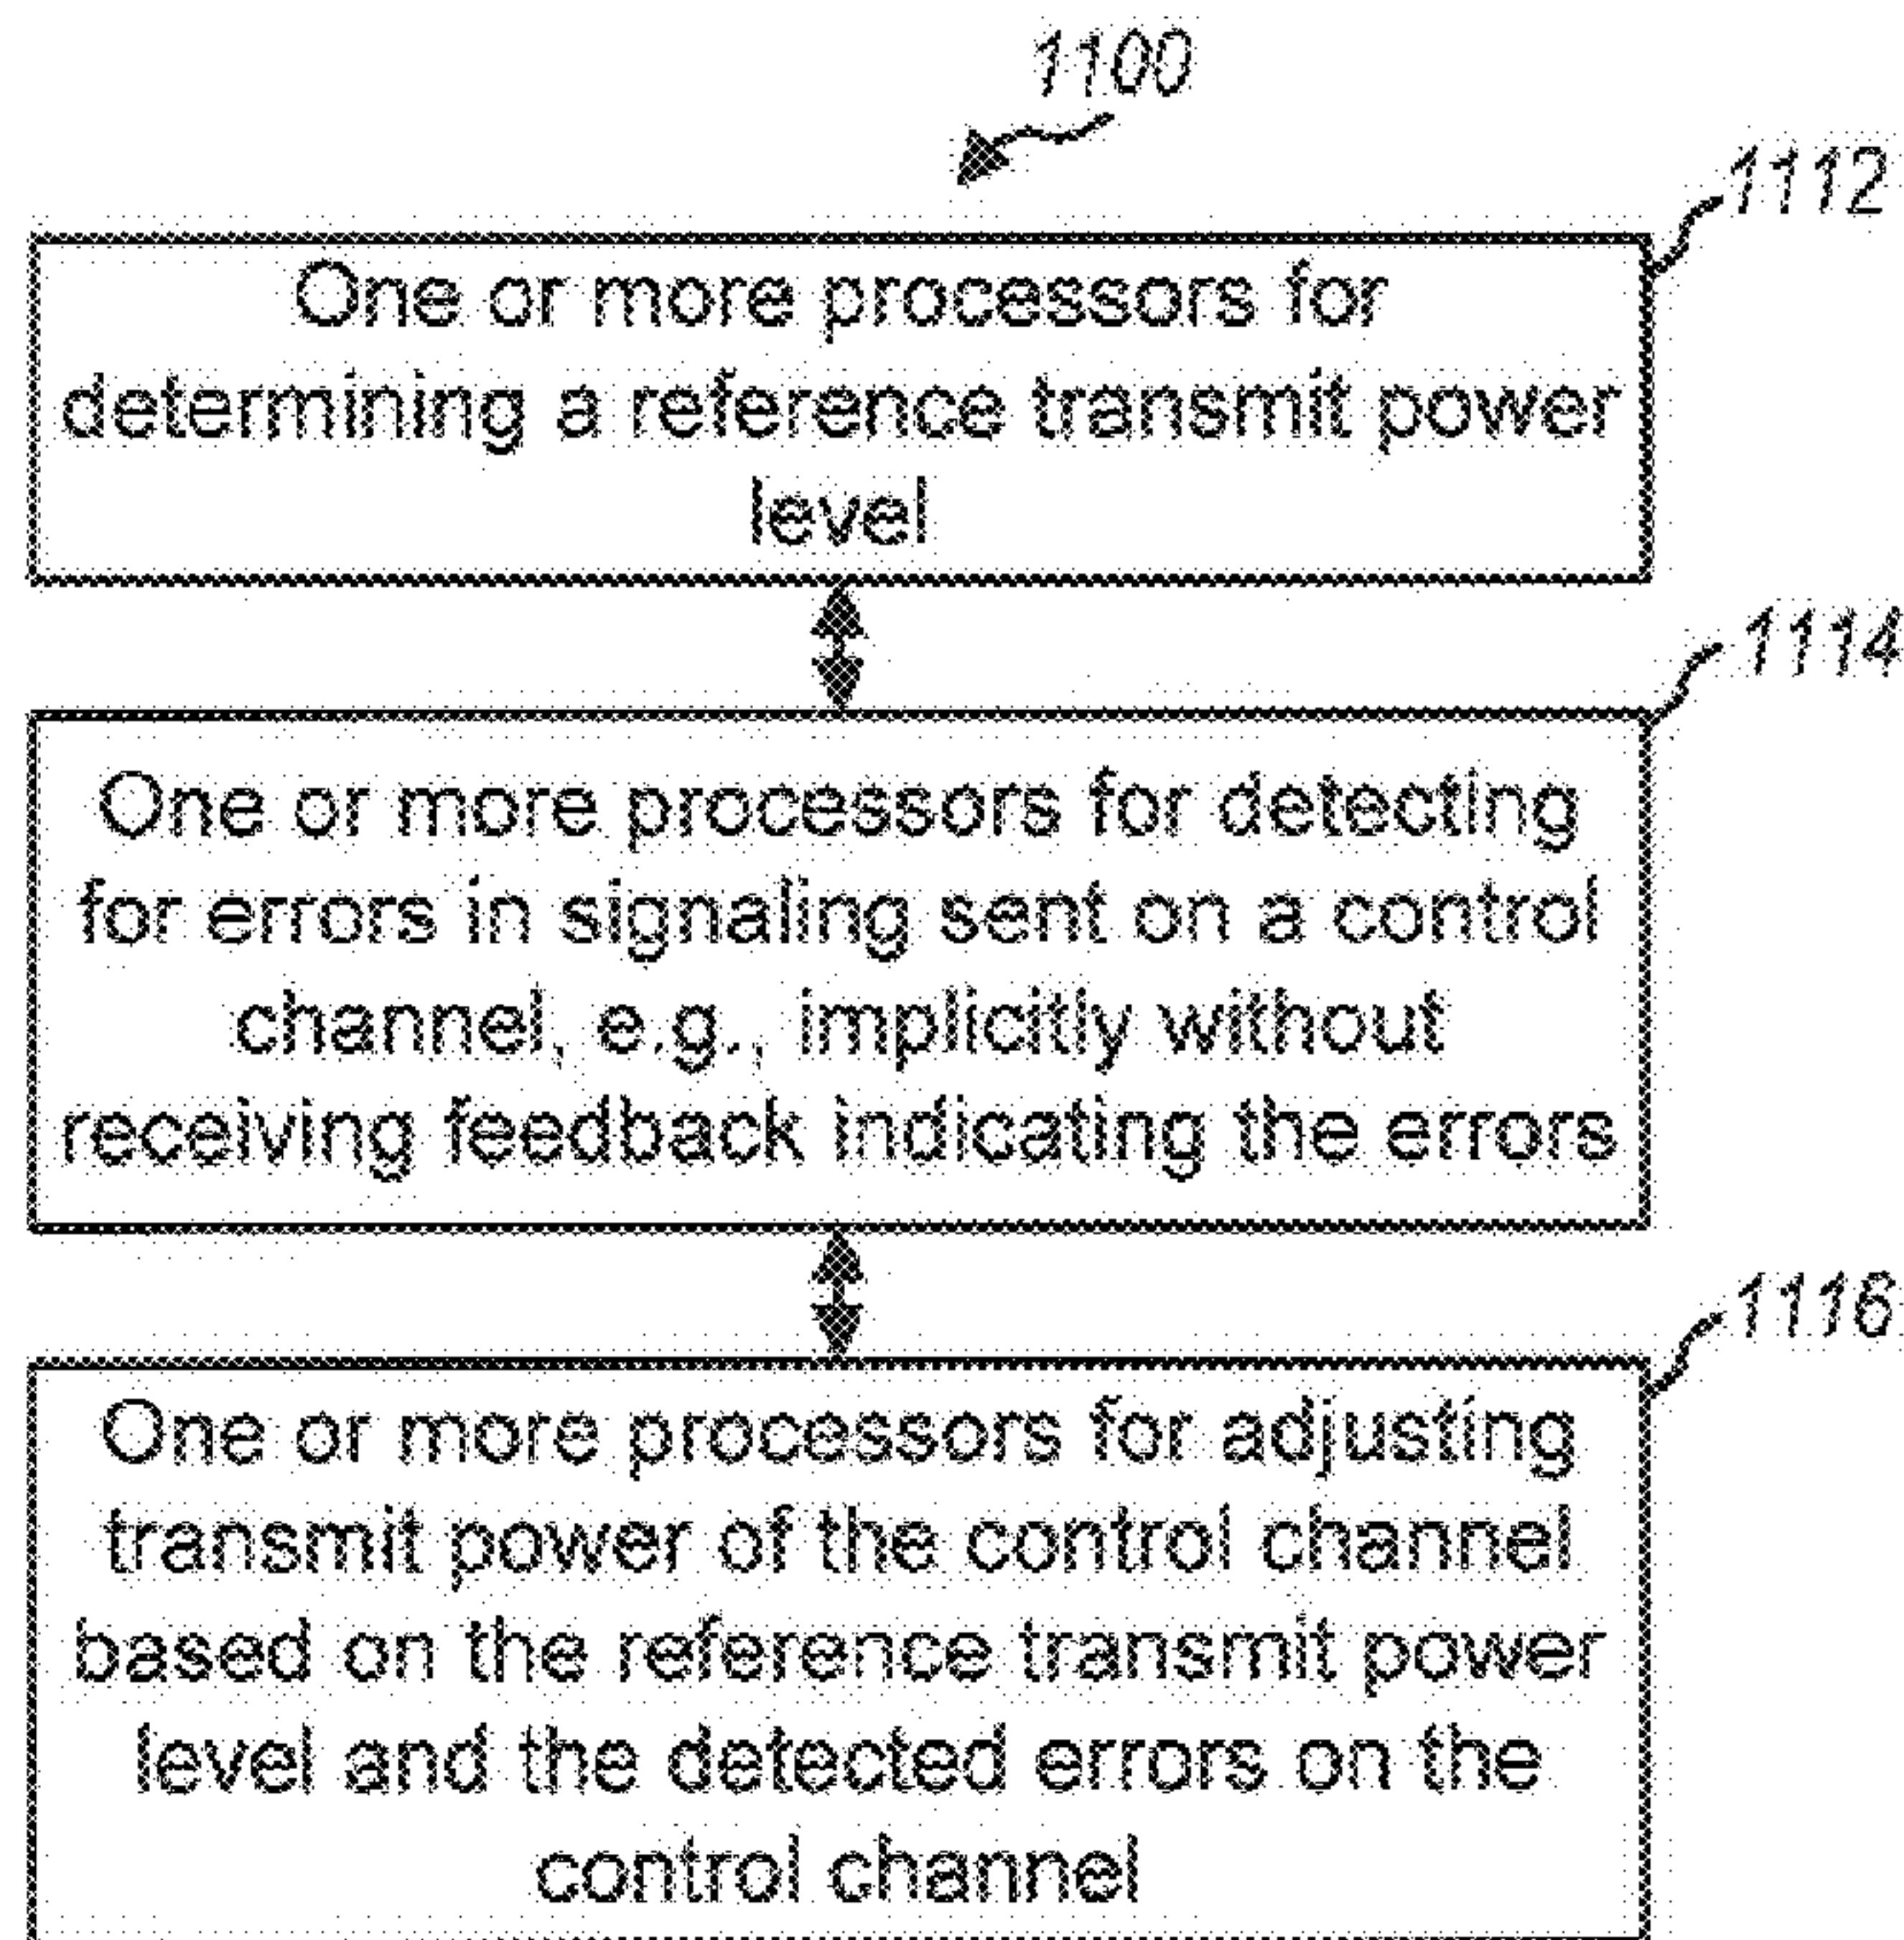 1100
1112
One or more processors for
determining a reference transmit power
level
1114
One or more processors for detecting
for errors in signaling sent on a control
channel, e.g., implicitly without
receiving feedback indicating the errors
1116
One or more processors for adjusting
transmit power of the control channel
based on the reference transmit power
level and the detected errors on the
control channel